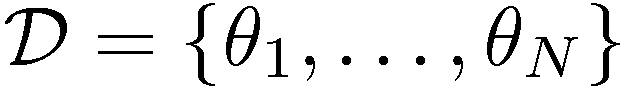 𝒟 = {θ₁, . . . , θ_N}